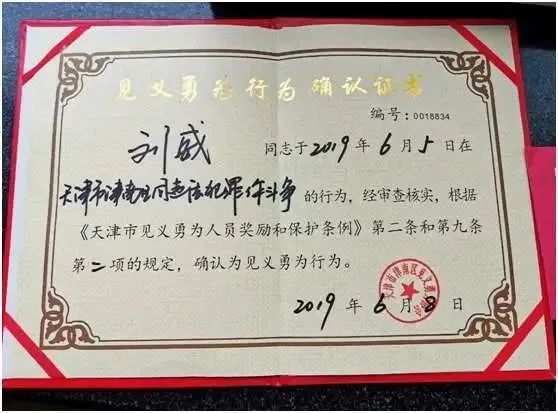 见义勇为行为确认证书
编号:0018834
刘威 同志于2019年6月5日在
天津市津南区同违法犯罪作斗争的行为,经审查核实,根据
《天津市见义勇为人员奖励和保护条例》第二条和第九条
第二项的规定,确认为见义勇为行为。
2019年6月8日